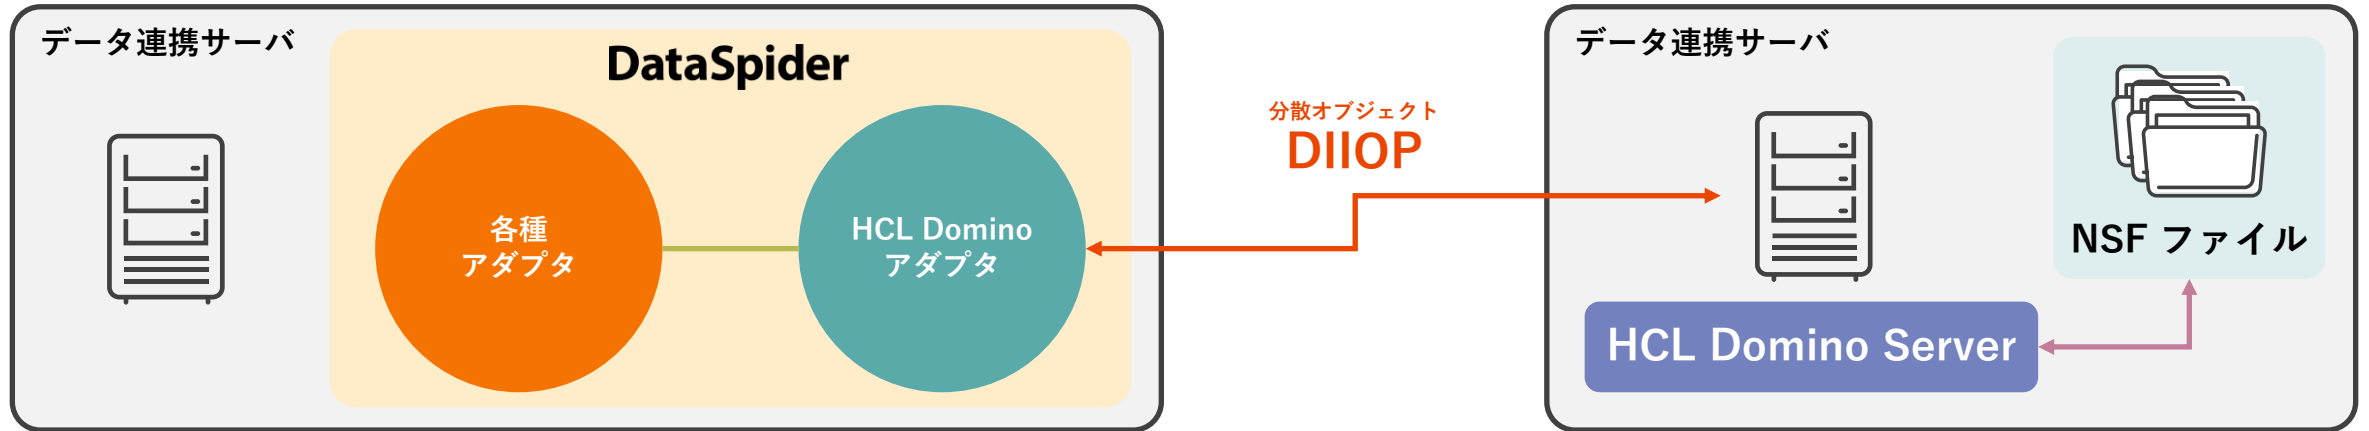 データ連携サーバ
DataSpider
各種
アダプタ
HCL Domino
アダプタ
分散オブジェクト
DIIOP
データ連携サーバ
NSF ファイル
HCL Domino Server